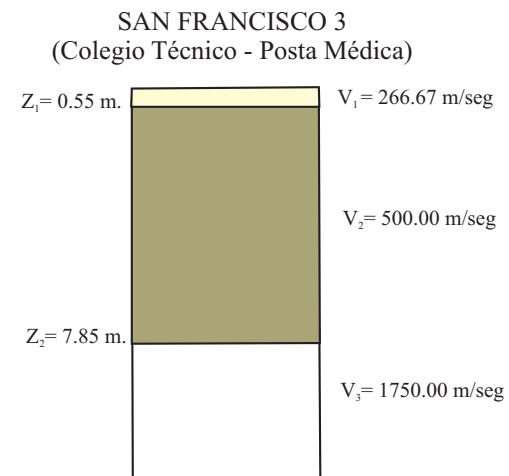 SAN FRANCISCO 3
(Colegio Técnico - Posta Médica)
Z₁= 0.55 m.
V₁= 266.67 m/seg
V₂= 500.00 m/seg
Z₂= 7.85 m.
V₃= 1750.00 m/seg